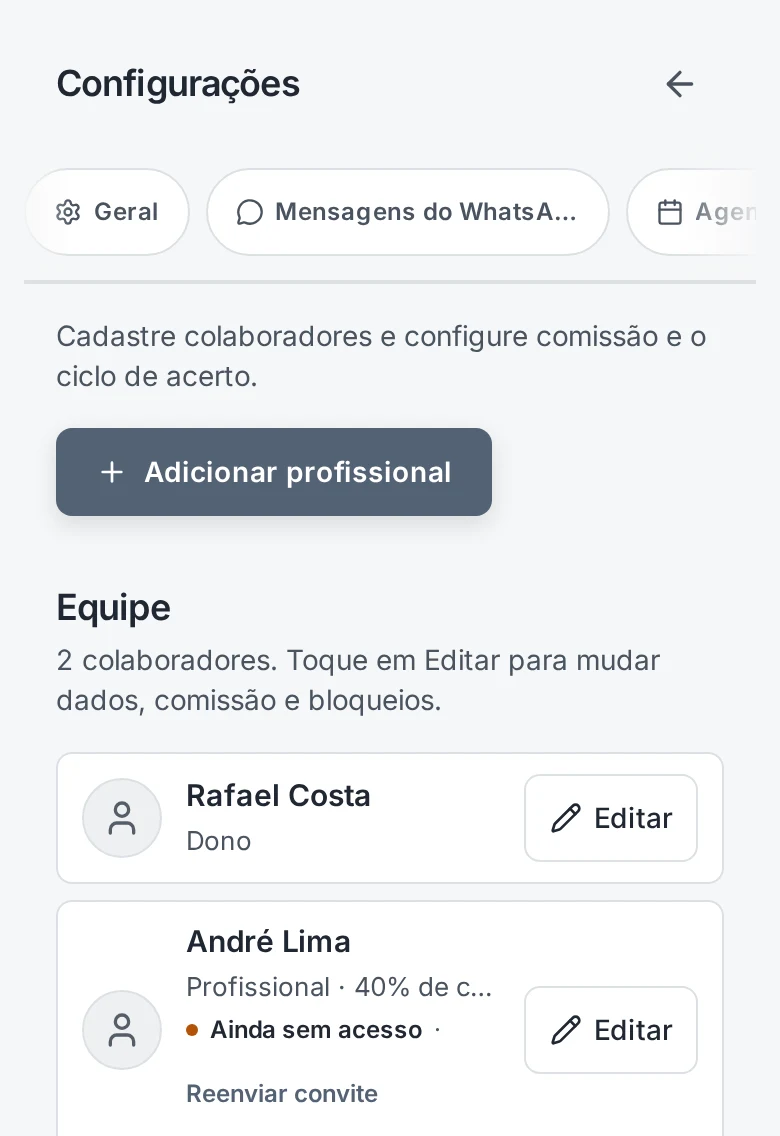 Configurações
Geral
Mensagens do WhatsA...
Agen
Cadastre colaboradores e configure comissão e o
ciclo de acerto.
Adicionar profissional
Equipe
2 colaboradores. Toque em Editar para mudar
dados, comissão e bloqueios.
Rafael Costa
Dono
Editar
André Lima
Profissional · 40% de c...
Ainda sem acesso ·
Editar
Reenviar convite